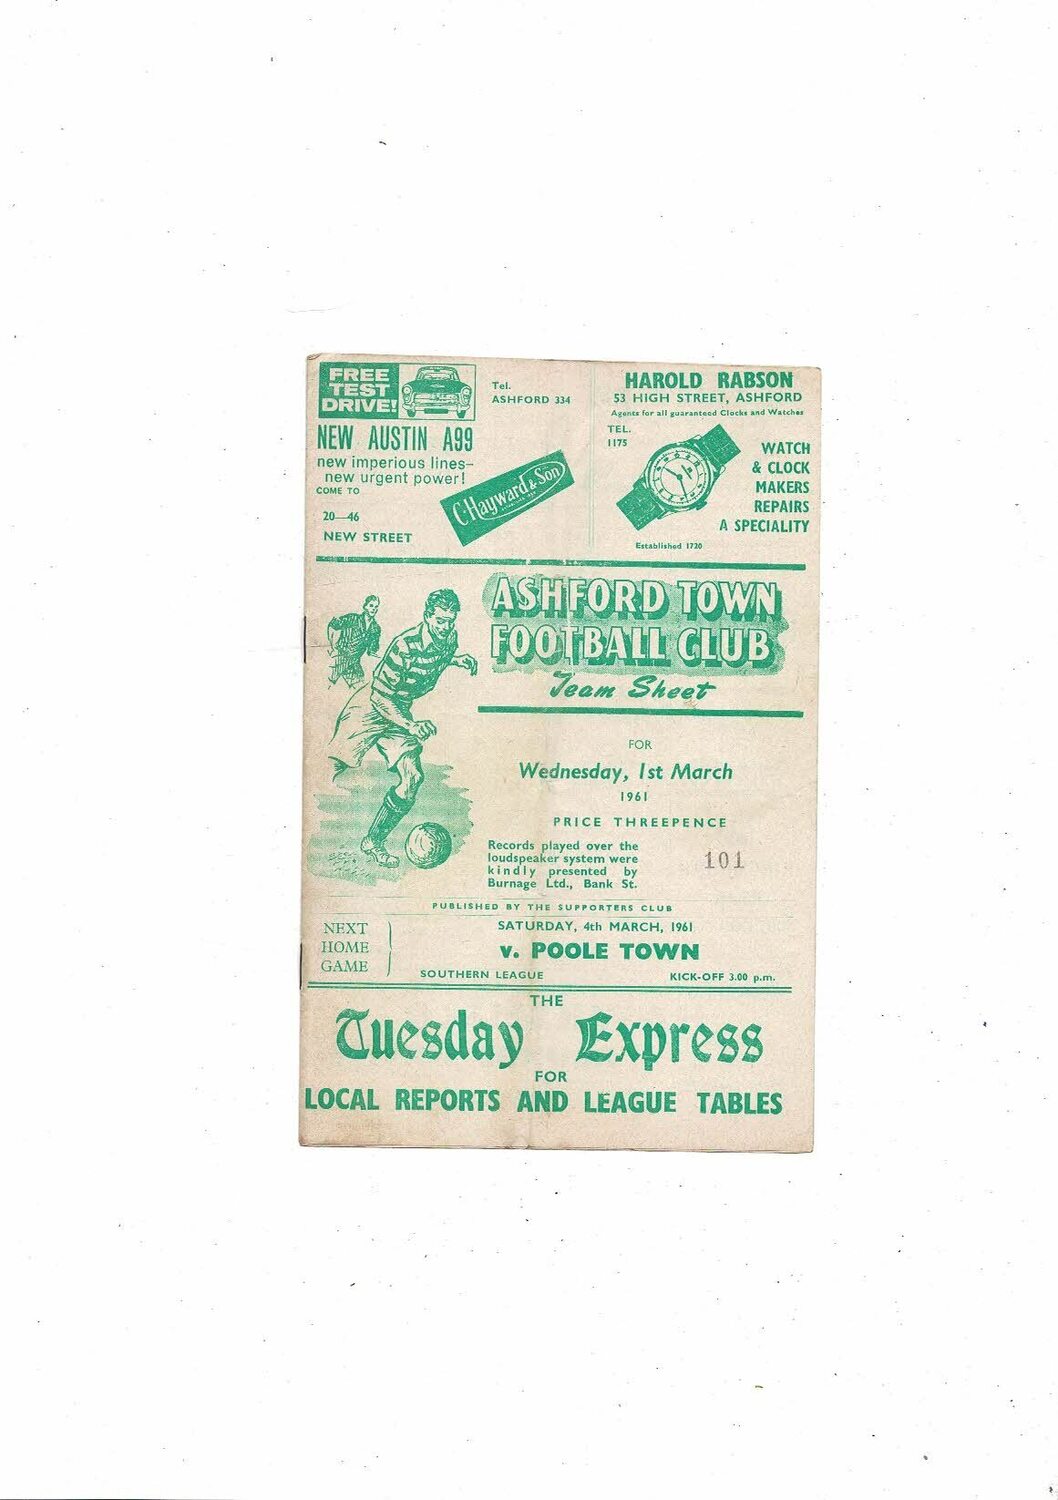 FREE
TEST
DRIVE!
NEW AUSTIN A99
new imperious lines—
new urgent power!
COME TO
20—46
NEW STREET
Tel.
ASHFORD 334
C. Hayward & Son
HAROLD RABSON
53 HIGH STREET, ASHFORD
Agents for all guaranteed Clocks and Watches
TEL.
1175
WATCH
& CLOCK
MAKERS
REPAIRS
A SPECIALITY
Established 1720
ASHFORD TOWN
FOOTBALL CLUB
Team Sheet
FOR
Wednesday, 1st March
1961
PRICE THREEPENCE
Records played over the
loudspeaker system were
kindly presented by
Burnage Ltd., Bank St.
101
PUBLISHED BY THE SUPPORTERS CLUB
NEXT
HOME
GAME
SATURDAY, 4th MARCH, 1961
v. POOLE TOWN
SOUTHERN LEAGUE KICK-OFF 3.00 p.m.
THE
Tuesday Express
FOR
LOCAL REPORTS AND LEAGUE TABLES